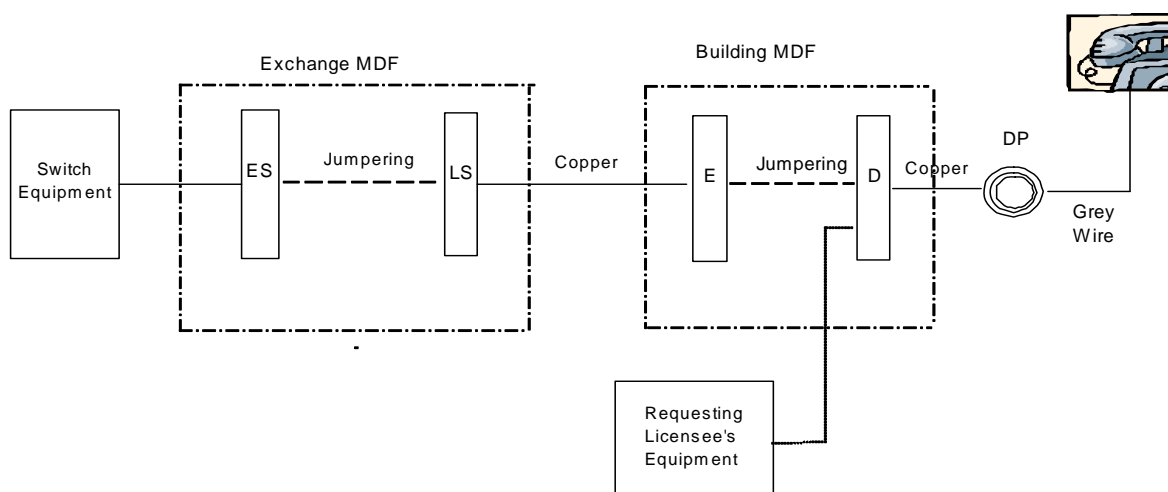 Exchange MDF
Building MDF
Switch
Equipment
ES
Jumpering
LS
Copper
E
Jumpering
D
Copper
DP
Grey
Wire
Requesting
Licensee's
Equipment